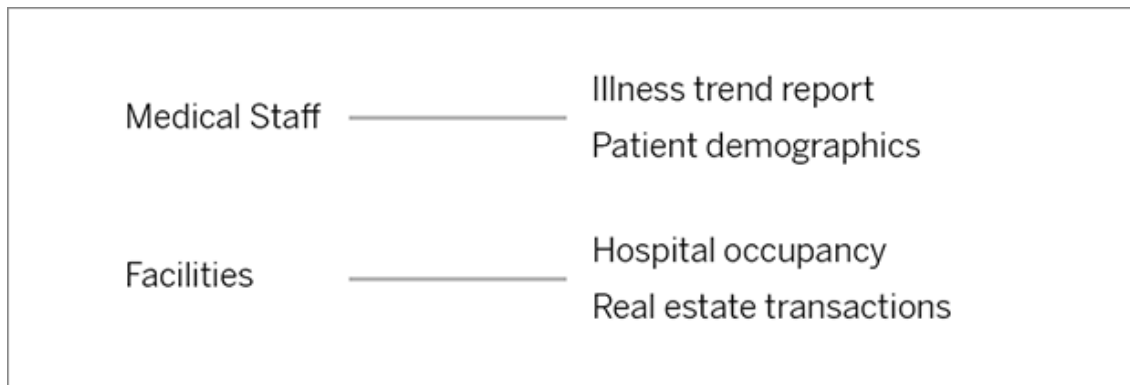 Medical Staff
Illness trend report
Patient demographics
Facilities
Hospital occupancy
Real estate transactions